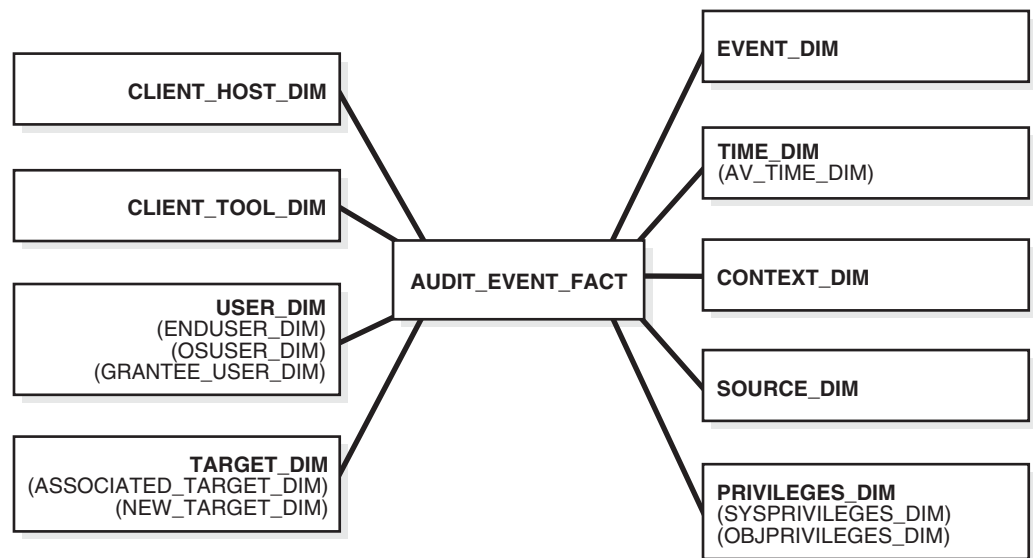 CLIENT_HOST_DIM
CLIENT_TOOL_DIM
USER_DIM
(ENDUSER_DIM)
(OSUSER_DIM)
(GRANTEE_USER_DIM)
TARGET_DIM
(ASSOCIATED_TARGET_DIM)
(NEW_TARGET_DIM)
AUDIT_EVENT_FACT
EVENT_DIM
TIME_DIM
(AV_TIME_DIM)
CONTEXT_DIM
SOURCE_DIM
PRIVILEGES_DIM
(SYSPRIVILEGES_DIM)
(OBJPRIVILEGES_DIM)